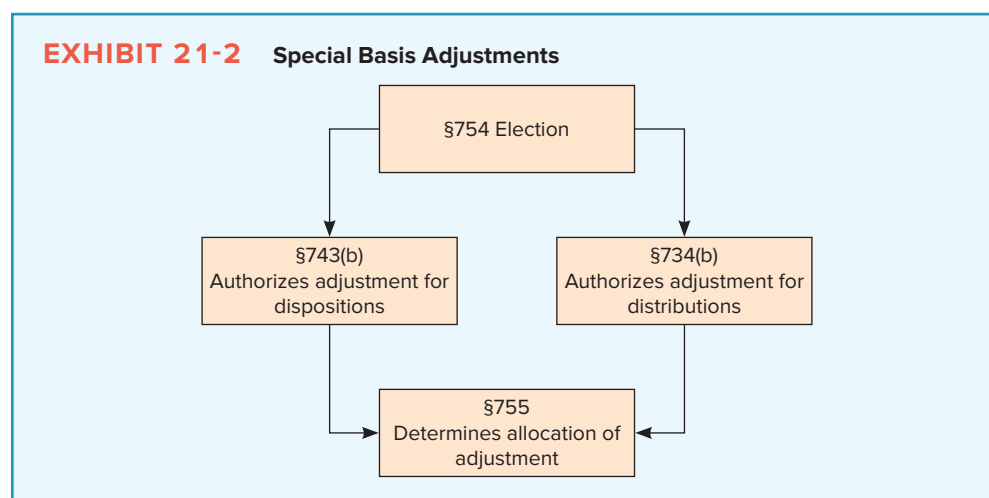 EXHIBIT 21-2 Special Basis Adjustments
§754 Election
§743(b)
Authorizes adjustment for
dispositions
§734(b)
Authorizes adjustment for
distributions
§755
Determines allocation of
adjustment